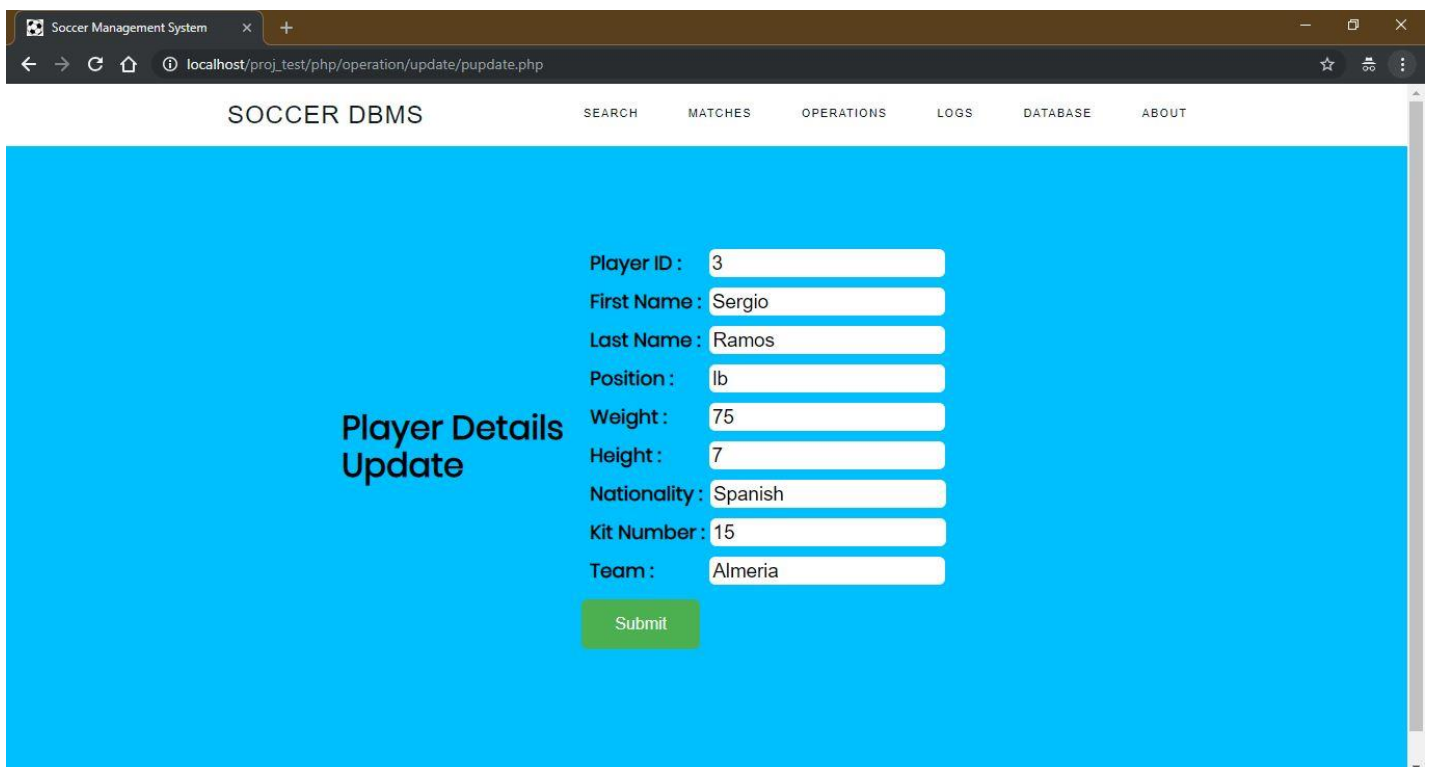 Soccer Management System
localhost/proj_test/php/operation/update/pupdate.php
SOCCER DBMS SEARCH MATCHES OPERATIONS LOGS DATABASE ABOUT
Player ID : 3
First Name : Sergio
Last Name : Ramos
Position : lb
Weight : 75
Height : 7
Nationality : Spanish
Kit Number : 15
Team : Almeria
Player Details
Update
Submit